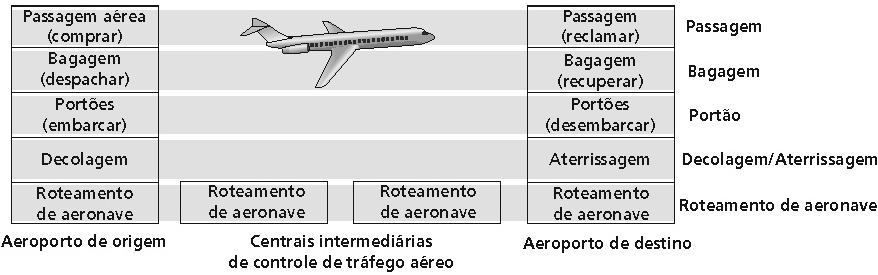 Passagem aérea
(comprar)
Passagem
(reclamar)
Passagem
Bagagem
(despachar)
Bagagem
(recuperar)
Bagagem
Portões
(embarcar)
Portões
(desembarcar)
Portão
Decolagem
Aterrissagem
Decolagem/Aterrissagem
Roteamento
de aeronave
Roteamento
de aeronave
Roteamento
de aeronave
Roteamento
de aeronave
Roteamento de aeronave
Aeroporto de origem
Centrais intermediárias
de controle de tráfego aéreo
Aeroporto de destino